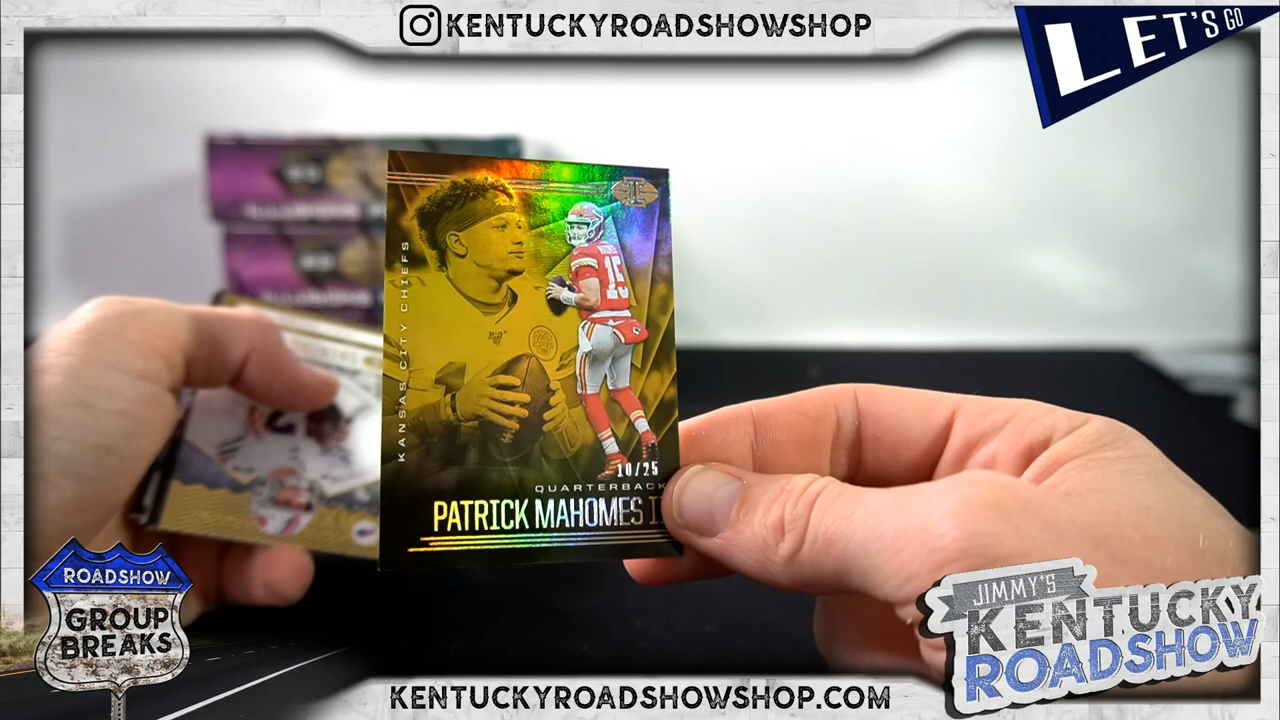 KENTUCKYROADSHOWSHOP
LET'S GO
KANSAS CITY CHIEFS
15
10/25
QUARTERBACK
PATRICK MAHOMES II
ROADSHOW
GROUP
BREAKS
JIMMY'S
KENTUCKY
ROADSHOW
KENTUCKYROADSHOWSHOP.COM